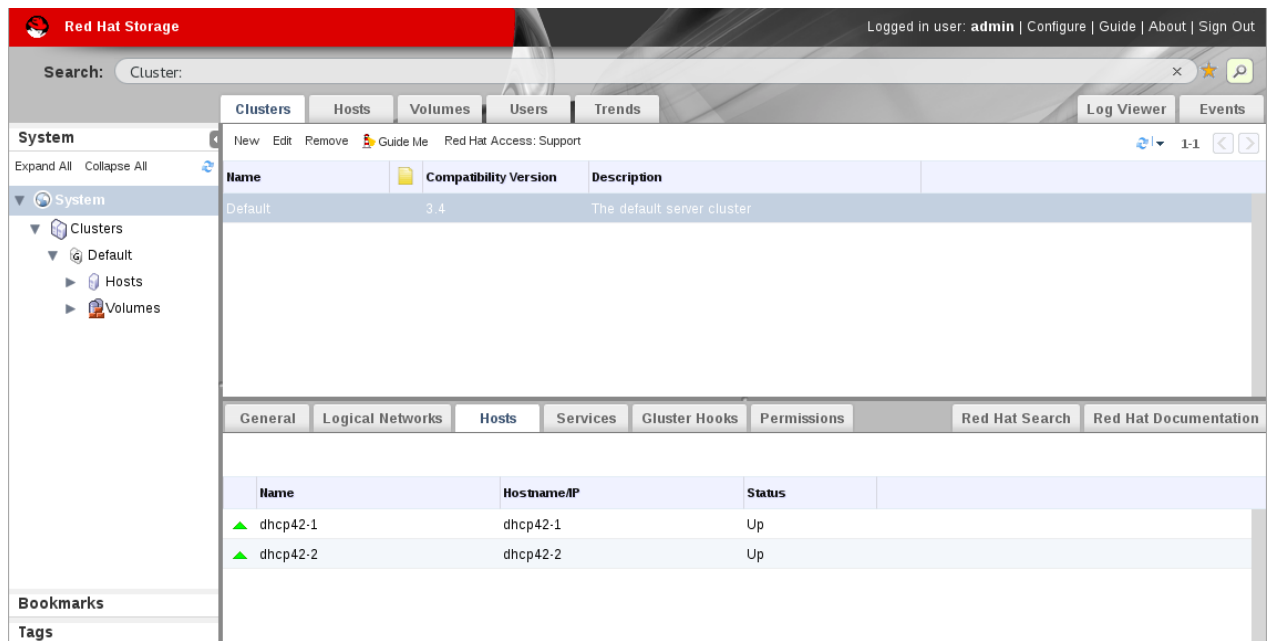 Red Hat Storage
Logged in user: admin | Configure | Guide | About | Sign Out
Search: Cluster:
Clusters Hosts Volumes Users Trends Log Viewer Events
System
Expand All Collapse All
System
Clusters
Default
Hosts
Volumes
Bookmarks
Tags
New Edit Remove Guide Me Red Hat Access: Support 1-1
Name Compatibility Version Description
Default 3.4 The default server cluster
General Logical Networks Hosts Services Gluster Hooks Permissions Red Hat Search Red Hat Documentation
Name Hostname/IP Status
dhcp42-1 dhcp42-1 Up
dhcp42-2 dhcp42-2 Up